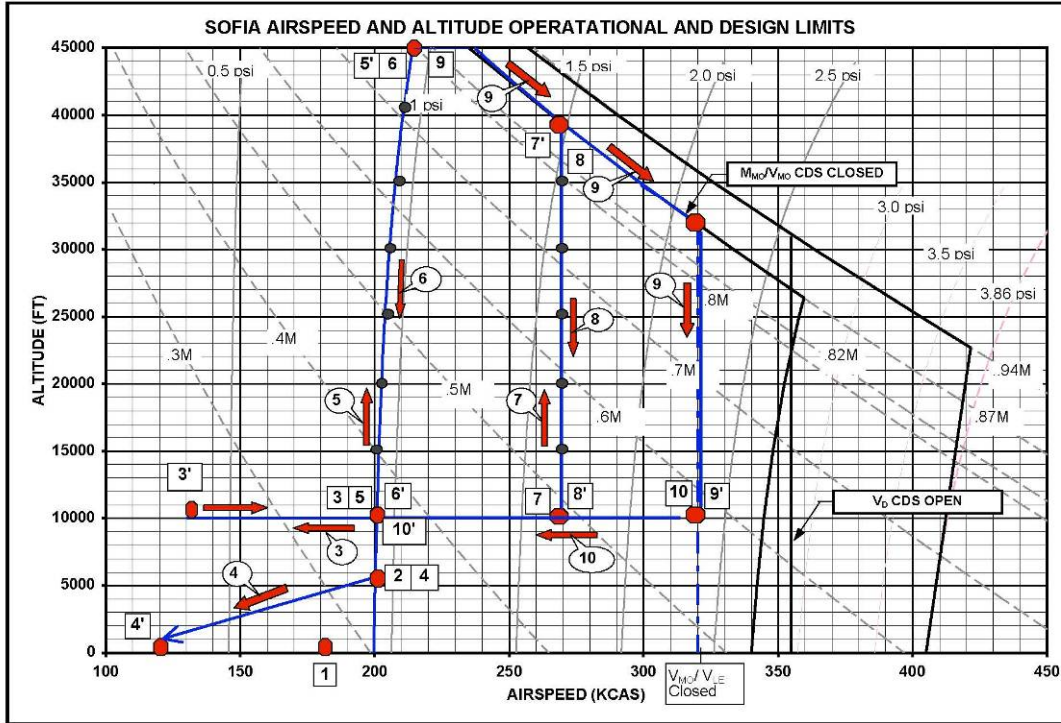 SOFIA AIRSPEED AND ALTITUDE OPERATATIONAL AND DESIGN LIMITS
45000
40000
35000
30000
25000
20000
15000
10000
5000
0
ALTITUDE (FT)
100
150
200
250
300
350
400
450
AIRSPEED (KCAS)
0.5 psi
1 psi
1.5 psi
2.0 psi
2.5 psi
3.0 psi
3.5 psi
3.86 psi
5' 6
9
9
7'
8
9
MMO/VMO CDS CLOSED
6
8
9
.8M
.3M
.4M
.5M
.6M
.7M
.82M
.94M
.87M
5
7
3'
3 5
6'
10'
7
8'
10
9'
VD CDS OPEN
3
10
4
2 4
4'
1
VMO/ VLE
Closed